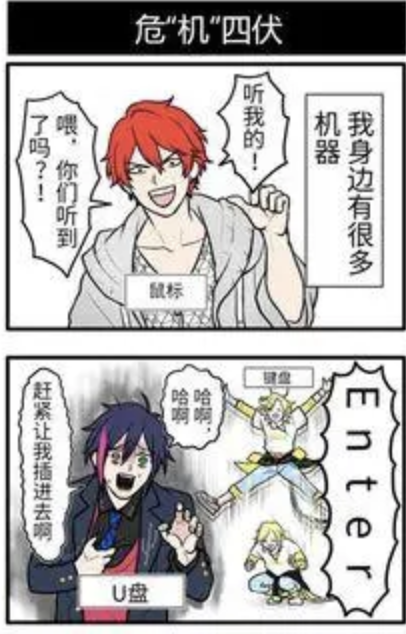 危“机”四伏
我身边有很多
机器
听我的！
喂，你们听到
了吗？！
鼠标
Enter
键盘
哈啊，
哈啊
赶紧让我插进去啊
U盘